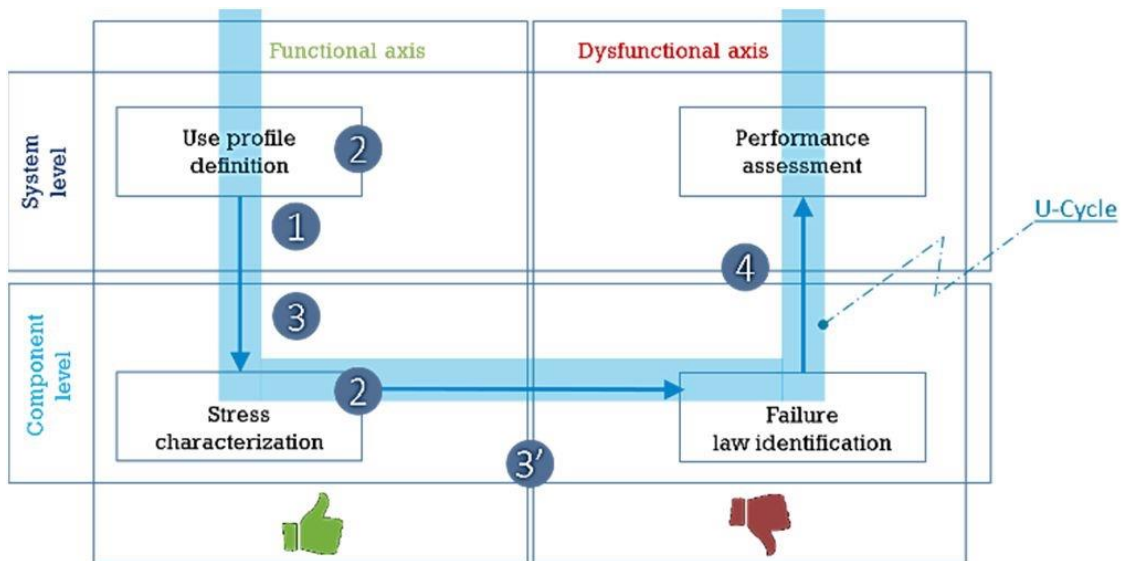 Functional axis
Dysfunctional axis
System
level
Use profile
definition
2
Performance
assessment
1
U-Cycle
4
Component
level
3
2
Stress
characterization
Failure
law identification
3’